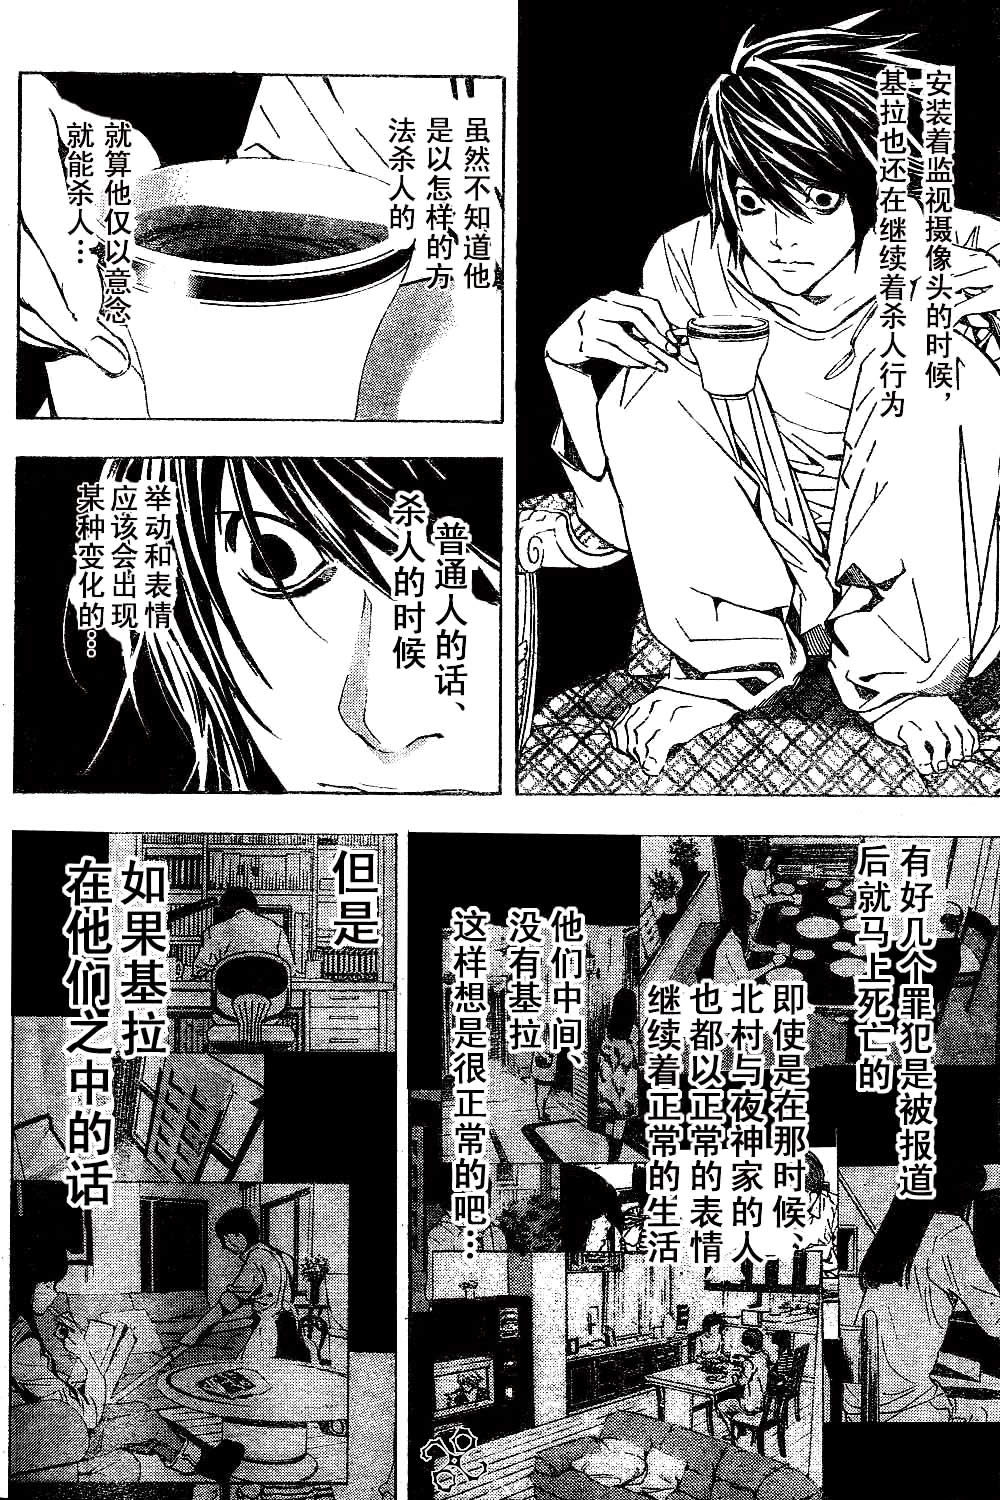 安装着监视摄像头的时候，
基拉也还在继续着杀人行为
虽然不知道他
是以怎样的方
法杀人的
就算他仅以意念
就能杀人…
普通人的话、
杀人的时候
举动和表情
应该会出现
某种变化的…
有好几个罪犯是被报道
后就马上死亡的
即使是在那时候、
北村与夜神家的人
也都以正常的表情
继续着正常的生活
他们中间、
没有基拉
这样想是很正常的吧…
但是
如果基拉
在他们之中的话